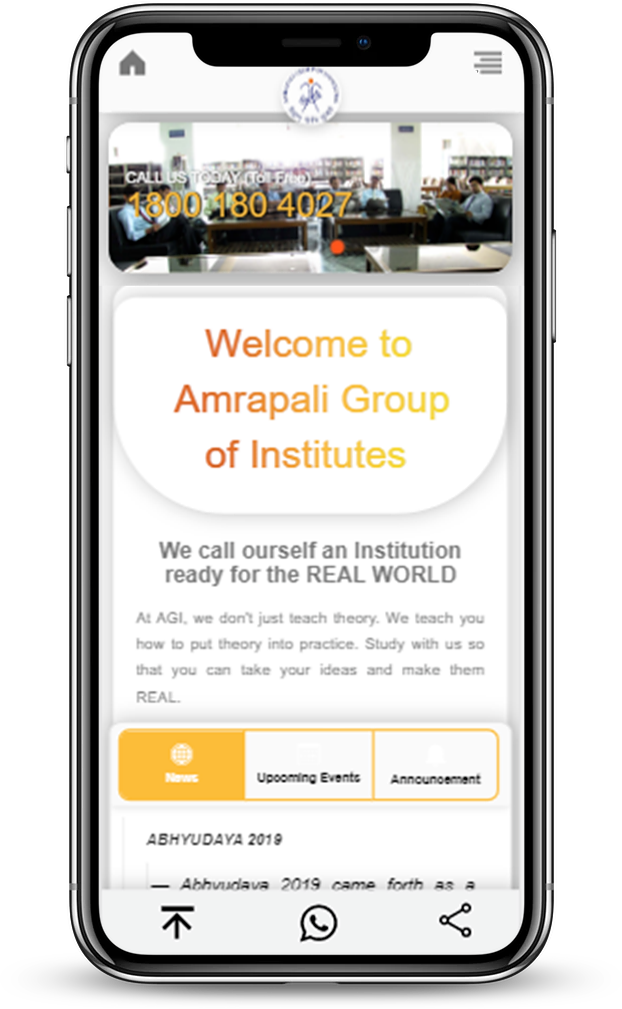 CALL US TODAY (Toll Free)
1800 180 4027
Welcome to
Amrapali Group
of Institutes
We call ourself an Institution
ready for the REAL WORLD
At AGI, we don't just teach theory. We teach you
how to put theory into practice. Study with us so
that you can take your ideas and make them
REAL.
News
Upcoming Events
Announcement
ABHYUDAYA 2019
— Abhyudaya 2019 came forth as a